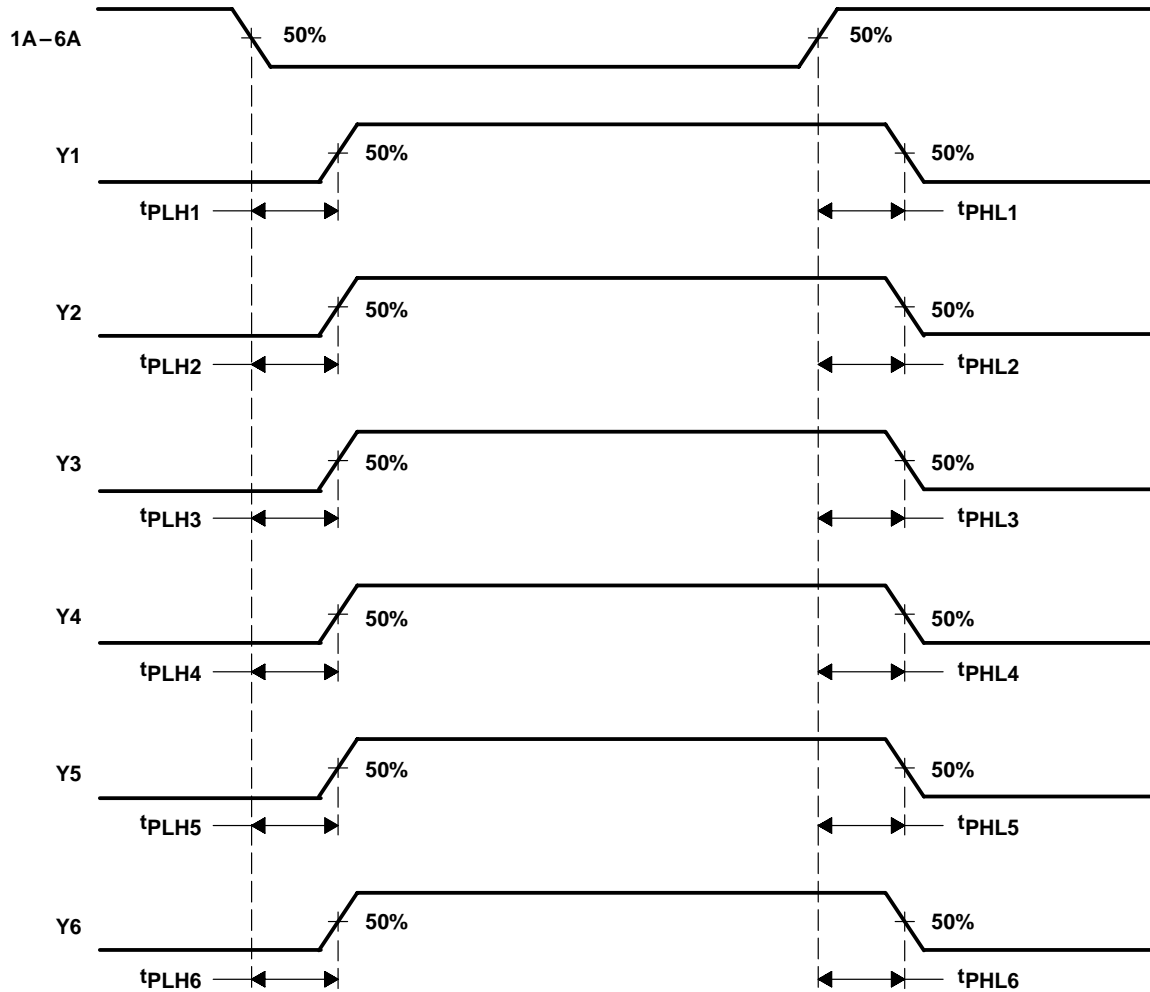 1A–6A 50% 50%
Y1 50% 50%
tPLH1 tPHL1
Y2 50% 50%
tPLH2 tPHL2
Y3 50% 50%
tPLH3 tPHL3
Y4 50% 50%
tPLH4 tPHL4
Y5 50% 50%
tPLH5 tPHL5
Y6 50% 50%
tPLH6 tPHL6